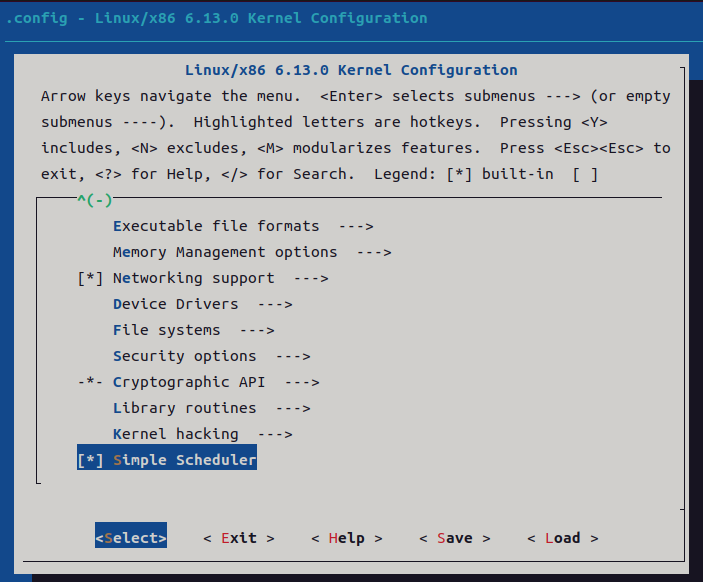 .config - Linux/x86 6.13.0 Kernel Configuration
Linux/x86 6.13.0 Kernel Configuration
Arrow keys navigate the menu.  <Enter> selects submenus ---> (or empty
submenus ----).  Highlighted letters are hotkeys.  Pressing <Y>
includes, <N> excludes, <M> modularizes features.  Press <Esc><Esc> to
exit, <?> for Help, </> for Search.  Legend: [*] built-in  [ ]
^(-)
Executable file formats  --->
Memory Management options  --->
[*] Networking support  --->
Device Drivers  --->
File systems  --->
Security options  --->
-*- Cryptographic API  --->
Library routines  --->
Kernel hacking  --->
[*] Simple Scheduler
<Select>    < Exit >    < Help >    < Save >    < Load >